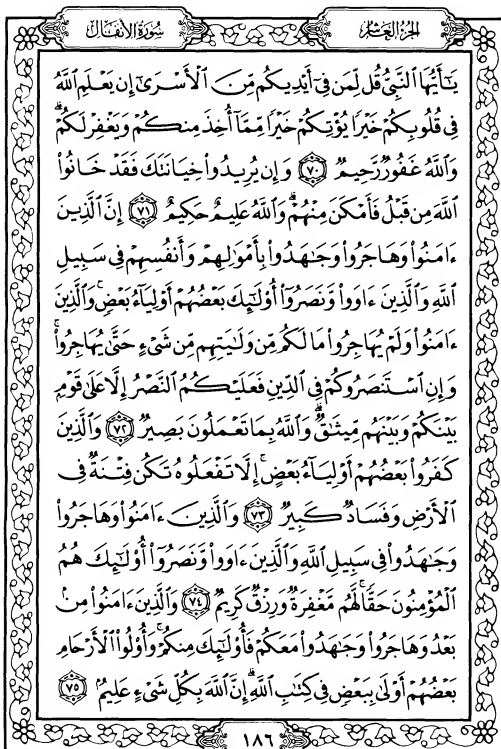 الجزء العاشر
سورة الأنفال
يَٰٓأَيُّهَا ٱلنَّبِيُّ قُل لِّمَن فِيٓ أَيۡدِيكُم مِّنَ ٱلۡأَسۡرَىٰٓ إِن يَعۡلَمِ ٱللَّهُ
فِي قُلُوبِكُمۡ خَيۡرٗا يُؤۡتِكُمۡ خَيۡرٗا مِّمَّآ أُخِذَ مِنكُمۡ وَيَغۡفِرۡ لَكُمۡۚ
وَٱللَّهُ غَفُورٞ رَّحِيمٞ ٧٠ وَإِن يُرِيدُواْ خِيَانَتَكَ فَقَدۡ خَانُواْ
ٱللَّهَ مِن قَبۡلُ فَأَمۡكَنَ مِنۡهُمۡۗ وَٱللَّهُ عَلِيمٌ حَكِيمٌ ٧١ إِنَّ ٱلَّذِينَ
ءَامَنُواْ وَهَاجَرُواْ وَجَٰهَدُواْ بِأَمۡوَٰلِهِمۡ وَأَنفُسِهِمۡ فِي سَبِيلِ
ٱللَّهِ وَٱلَّذِينَ ءَاوَواْ وَّنَصَرُوٓاْ أُوْلَٰٓئِكَ بَعۡضُهُمۡ أَوۡلِيَآءُ بَعۡضٖۚ وَٱلَّذِينَ
ءَامَنُواْ وَلَمۡ يُهَاجِرُواْ مَا لَكُم مِّن وَلَٰيَتِهِم مِّن شَيۡءٍ حَتَّىٰ يُهَاجِرُواْۚ
وَإِنِ ٱسۡتَنصَرُوكُمۡ فِي ٱلدِّينِ فَعَلَيۡكُمُ ٱلنَّصۡرُ إِلَّا عَلَىٰ قَوۡمِۭ
بَيۡنَكُمۡ وَبَيۡنَهُم مِّيثَٰقٞۗ وَٱللَّهُ بِمَا تَعۡمَلُونَ بَصِيرٞ ٧٢ وَٱلَّذِينَ
كَفَرُواْ بَعۡضُهُمۡ أَوۡلِيَآءُ بَعۡضٍۚ إِلَّا تَفۡعَلُوهُ تَكُن فِتۡنَةٞ فِي
ٱلۡأَرۡضِ وَفَسَادٞ كَبِيرٞ ٧٣ وَٱلَّذِينَ ءَامَنُواْ وَهَاجَرُواْ
وَجَٰهَدُواْ فِي سَبِيلِ ٱللَّهِ وَٱلَّذِينَ ءَاوَواْ وَّنَصَرُوٓاْ أُوْلَٰٓئِكَ هُمُ
ٱلۡمُؤۡمِنُونَ حَقّٗاۚ لَّهُم مَّغۡفِرَةٞ وَرِزۡقٞ كَرِيمٞ ٧٤ وَٱلَّذِينَ ءَامَنُواْ مِنۢ
بَعۡدُ وَهَاجَرُواْ وَجَٰهَدُواْ مَعَكُمۡ فَأُوْلَٰٓئِكَ مِنكُمۡۚ وَأُوْلُواْ ٱلۡأَرۡحَامِ
بَعۡضُهُمۡ أَوۡلَىٰ بِبَعۡضٖ فِي كِتَٰبِ ٱللَّهِۚ إِنَّ ٱللَّهَ بِكُلِّ شَيۡءٍ عَلِيمُۢ ٧٥
١٨٦